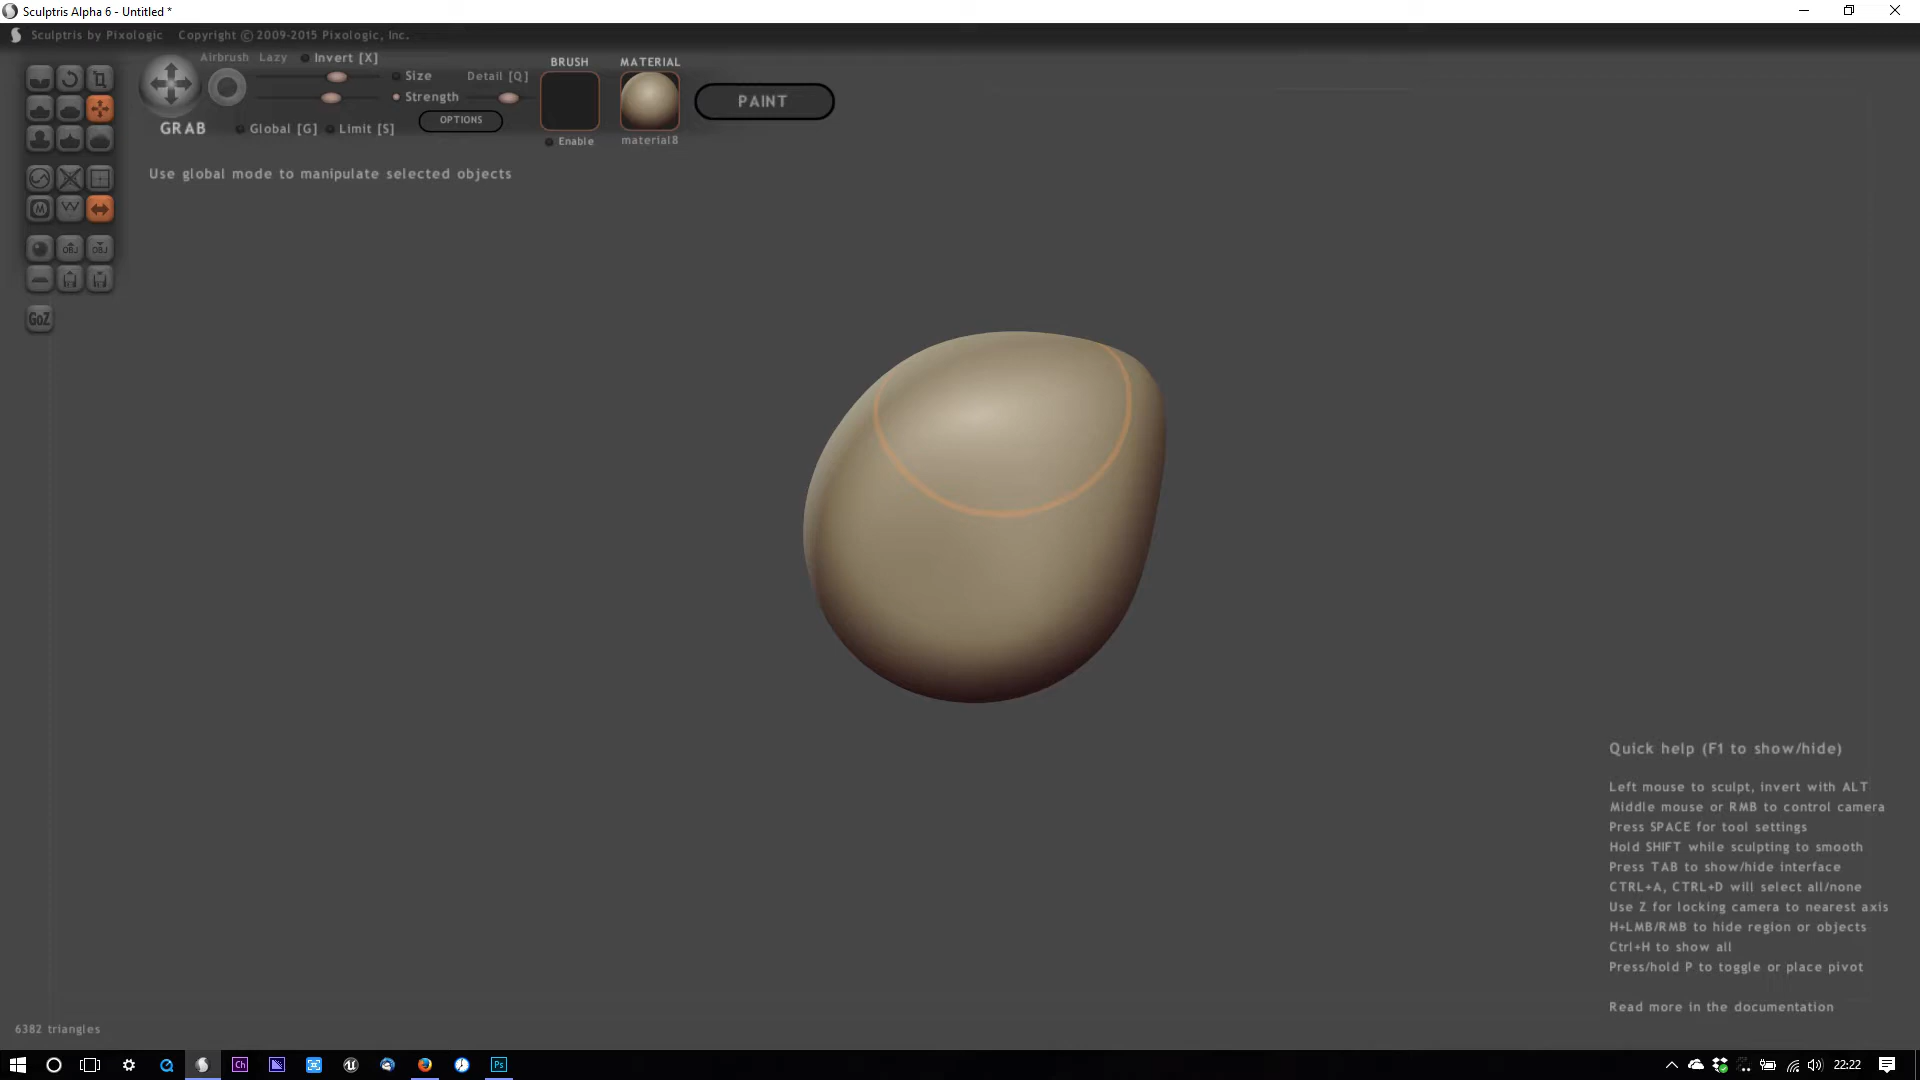 Sculptris Alpha 6 - Untitled *
Sculptris by Pixologic Copyright © 2009-2015 Pixologic, Inc.
Airbrush Lazy Invert [X]
Size Detail [Q]
Strength
GRAB Global [G] Limit [S] OPTIONS
BRUSH
Enable
MATERIAL
material8
PAINT
Use global mode to manipulate selected objects
M
OBJ OBJ
GoZ
Quick help (F1 to show/hide)
Left mouse to sculpt, invert with ALT
Middle mouse or RMB to control camera
Press SPACE for tool settings
Hold SHIFT while sculpting to smooth
Press TAB to show/hide interface
CTRL+A, CTRL+D will select all/none
Use Z for locking camera to nearest axis
H+LMB/RMB to hide region or objects
Ctrl+H to show all
Press/hold P to toggle or place pivot
Read more in the documentation
6382 triangles
Ch
Ps
22:22